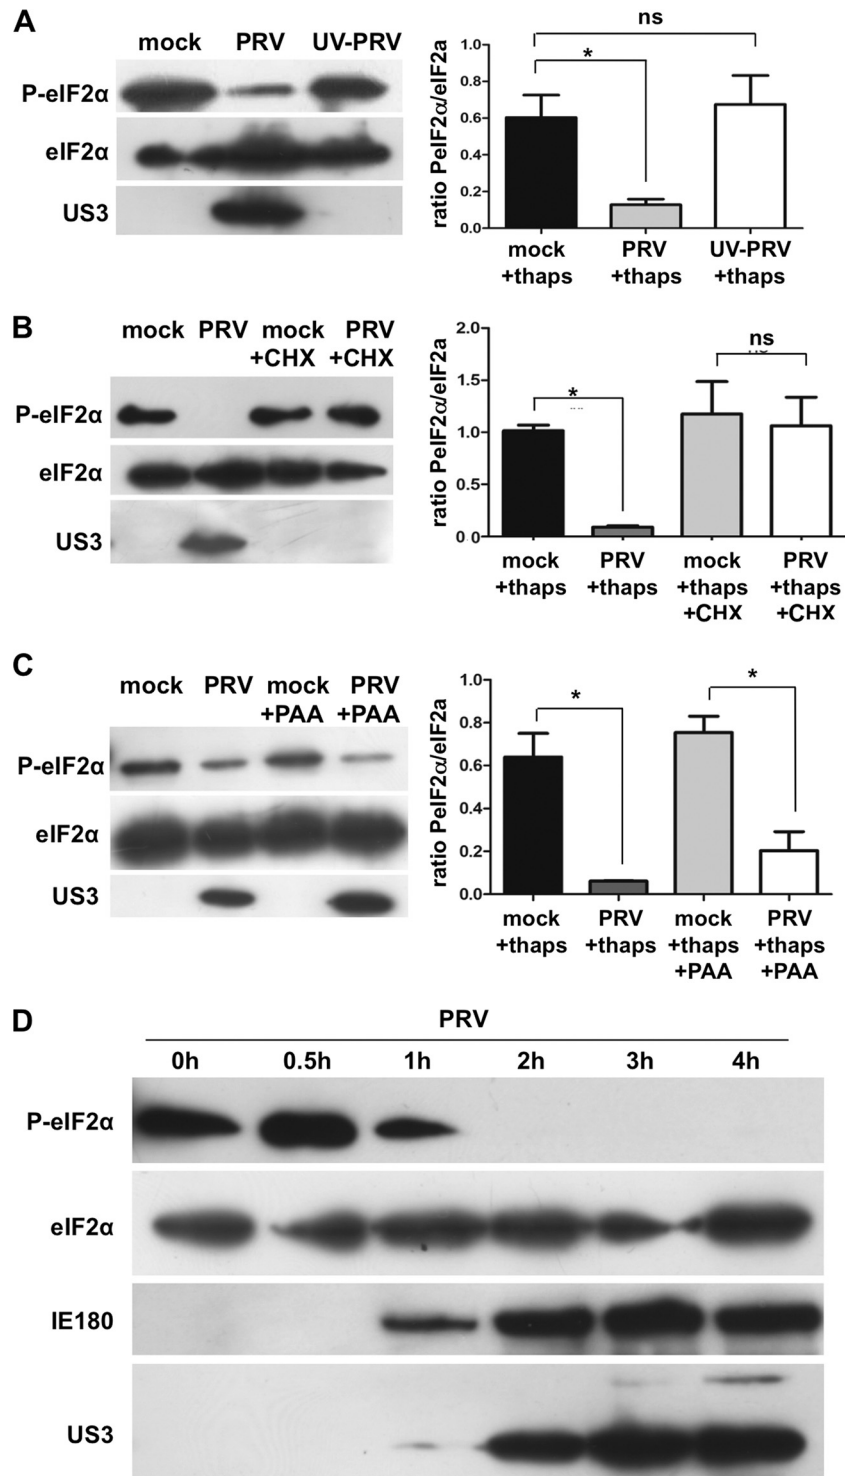 A
mock PRV UV-PRV
P-eIF2α
eIF2α
US3
ratio PeIF2α/eIF2a
1.0
0.8
0.6
0.4
0.2
0.0
ns
*
mock PRV UV-PRV
+thaps +thaps +thaps
B
mock PRV mock PRV
+CHX +CHX
P-eIF2α
eIF2α
US3
ratio PeIF2α/eIF2a
2.0
1.5
1.0
0.5
0.0
ns
*
mock PRV mock PRV
+thaps +thaps +thaps +thaps
+CHX +CHX
C
mock PRV mock PRV
+PAA +PAA
P-eIF2α
eIF2α
US3
ratio PeIF2α/eIF2a
1.0
0.8
0.6
0.4
0.2
0.0
*
*
mock PRV mock PRV
+thaps +thaps +thaps +thaps
+PAA +PAA
D
PRV
0h 0.5h 1h 2h 3h 4h
P-eIF2α
eIF2α
IE180
US3